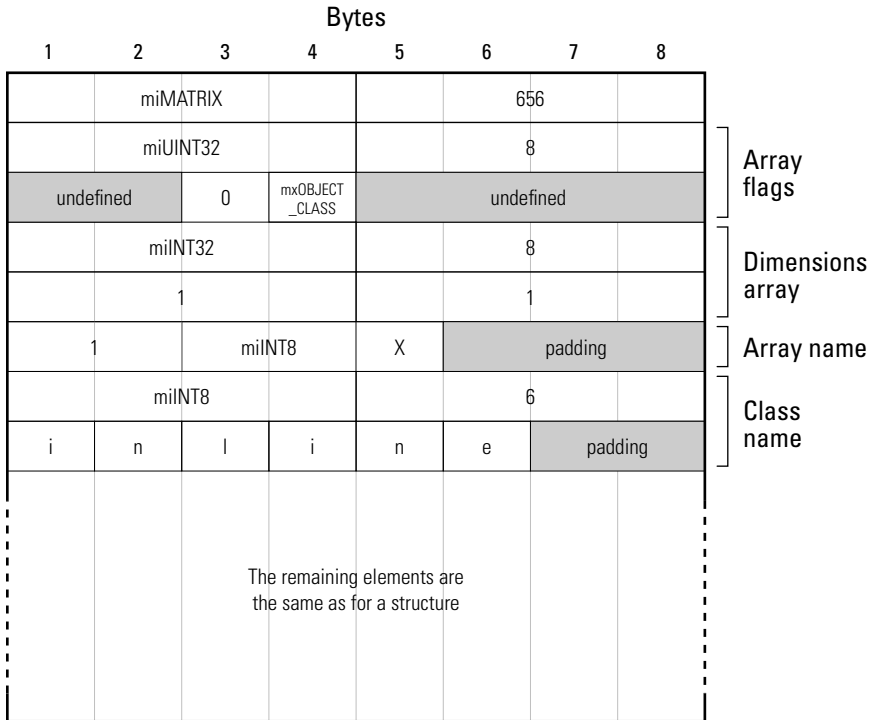 Bytes
1 2 3 4 5 6 7 8
miMATRIX 656
miUINT32 8
Array
flags
undefined 0 mxOBJECT
_CLASS undefined
miINT32 8
Dimensions
array
1 1
1 miINT8 X padding Array name
miINT8 6
Class
name
i n l i n e padding
The remaining elements are
the same as for a structure